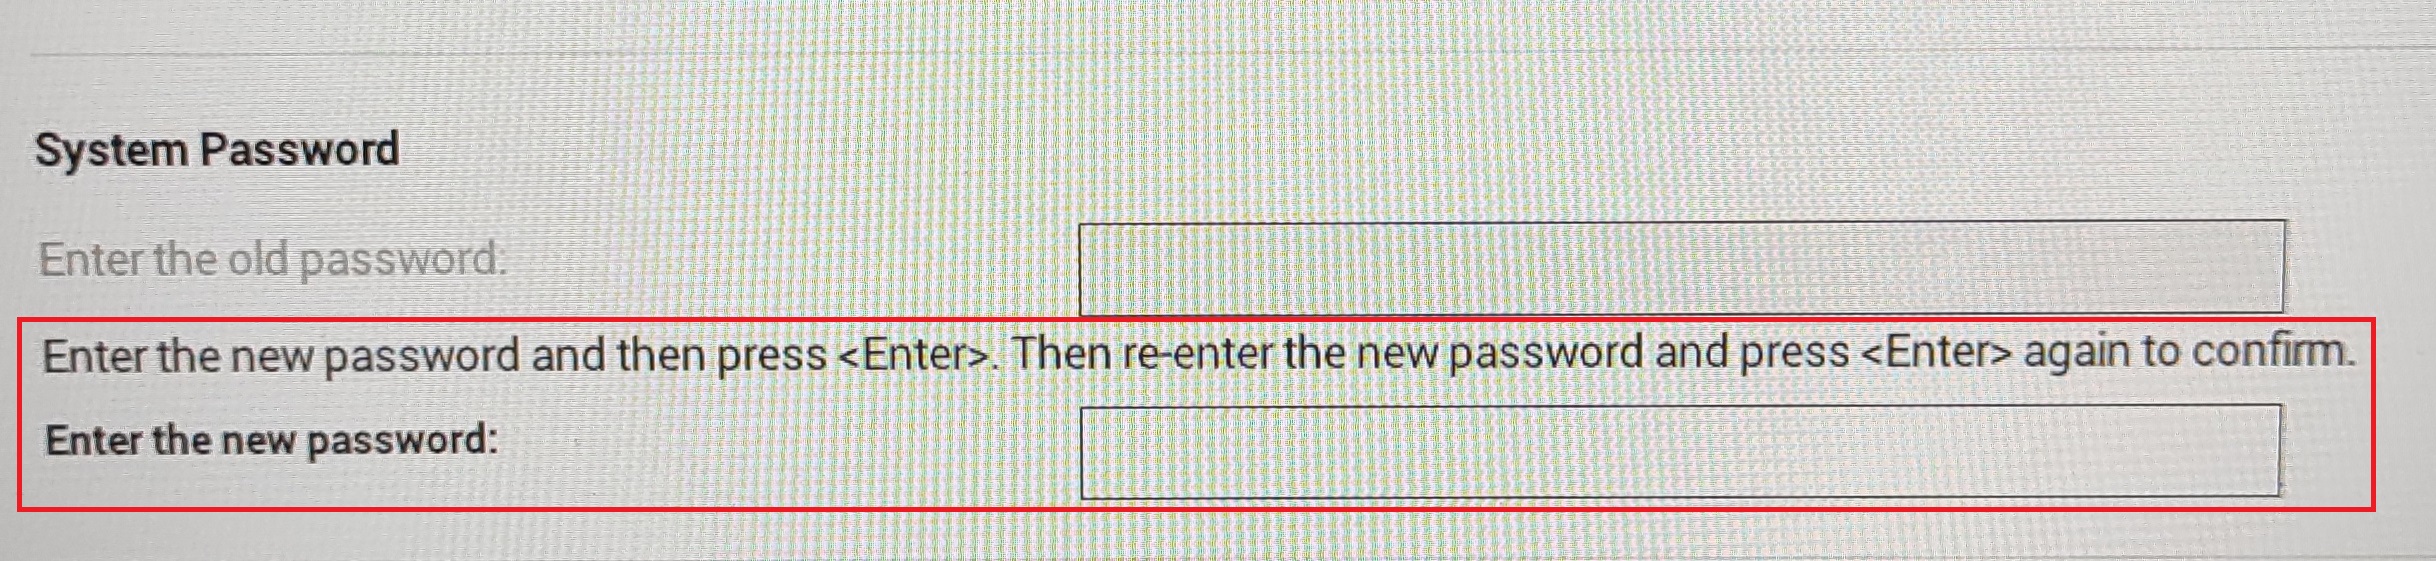 System Password
Enter the old password:
Enter the new password and then press <Enter>. Then re-enter the new password and press <Enter> again to confirm.
Enter the new password: